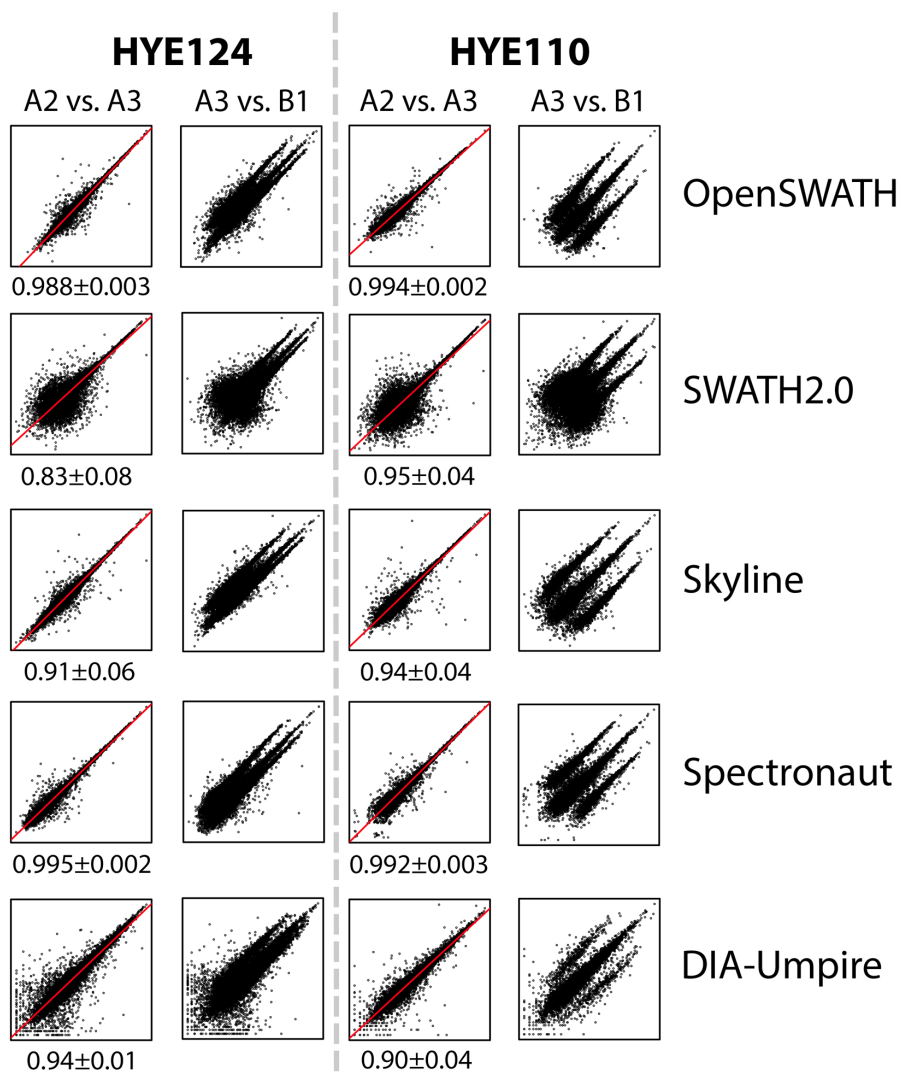 HYE124 HYE110
A2 vs. A3 A3 vs. B1 A2 vs. A3 A3 vs. B1
OpenSWATH
0.988±0.003 0.994±0.002
SWATH2.0
0.83±0.08 0.95±0.04
Skyline
0.91±0.06 0.94±0.04
Spectronaut
0.995±0.002 0.992±0.003
DIA-Umpire
0.94±0.01 0.90±0.04